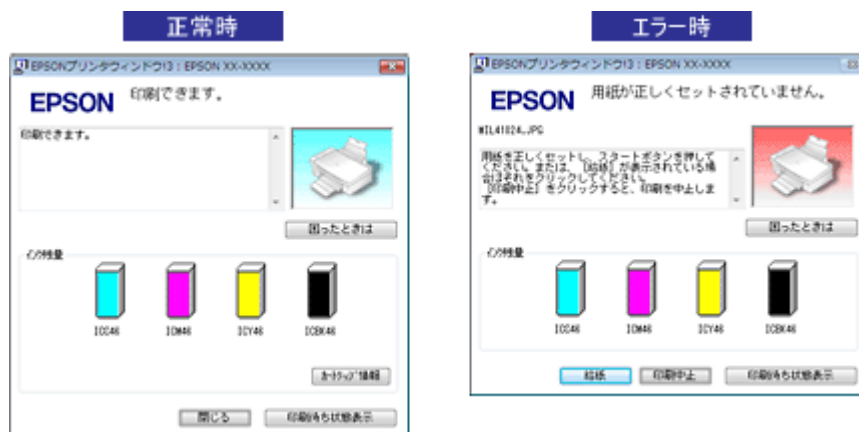 正常時
EPSONプリンタウィンドウ!3 : EPSON XX-XXXX
EPSON
印刷できます。
印刷できます。
困ったときは
インク残量
ICC46
ICM46
ICY46
ICBK46
カートリッジ情報
閉じる
印刷待ち状態表示
エラー時
EPSONプリンタウィンドウ!3 : EPSON XX-XXXX
EPSON
用紙が正しくセットされていません。
MIL41024.JPG
用紙を正しくセットし、スタートボタンを押して
ください。または、[給紙] が表示されている場
合はそれをクリックしてください。
[印刷中止] をクリックすると、印刷を中止しま
す。
困ったときは
インク残量
ICC46
ICM46
ICY46
ICBK46
給紙
印刷中止
印刷待ち状態表示